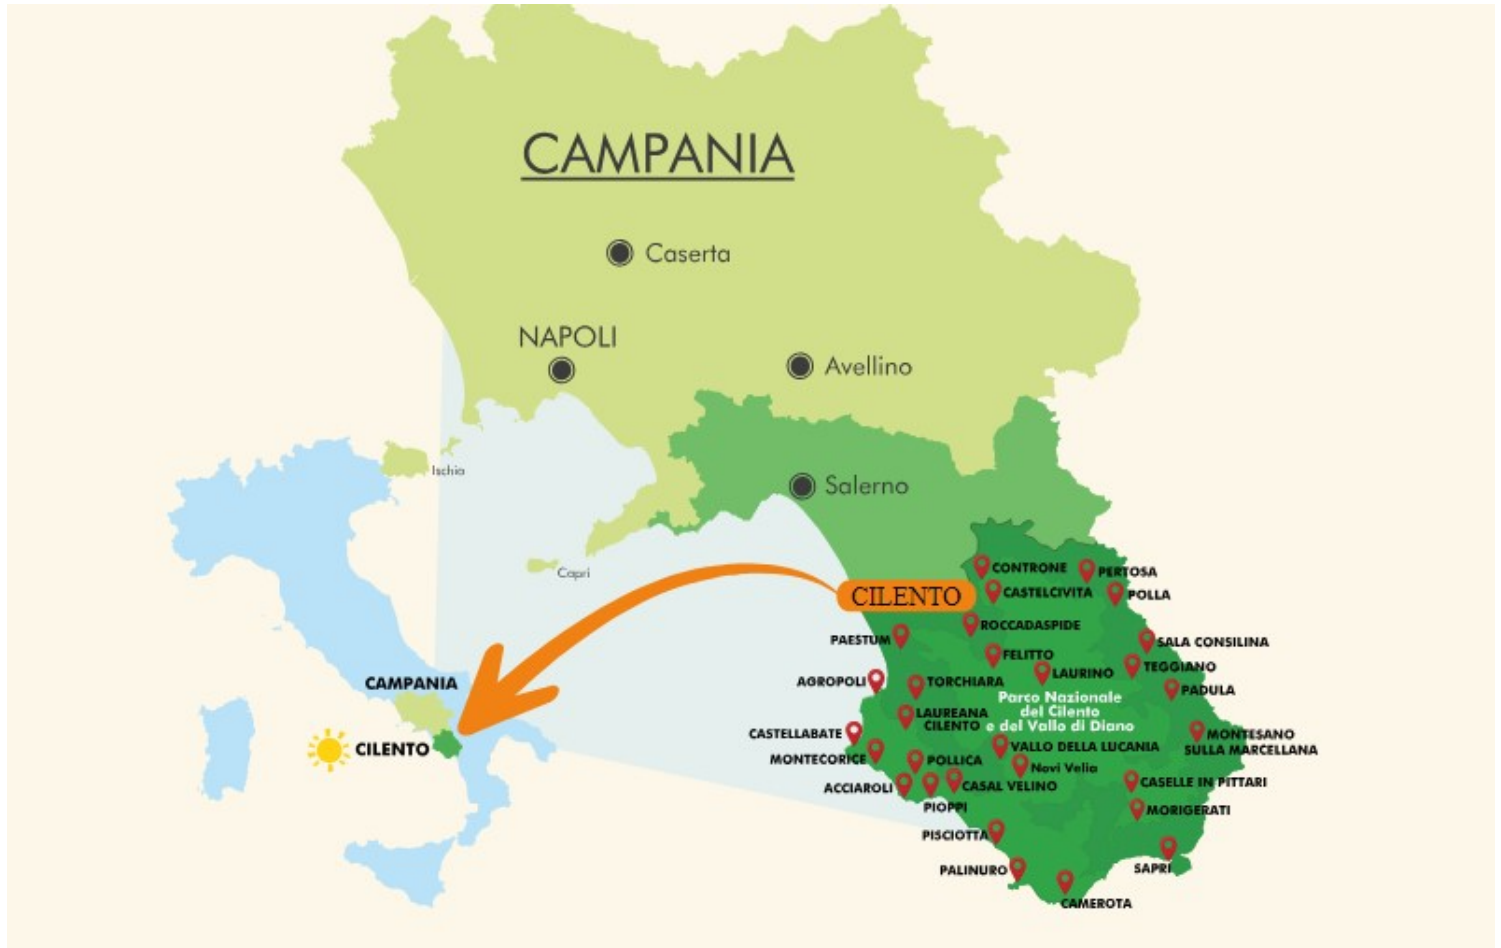 CAMPANIA
Caserta
NAPOLI
Avellino
Ischia
Salerno
Capri
CILENTO
CONTRONE
PERTOSA
CASTELCIVITA
POLLA
ROCCADASPIDE
PAESTUM
SALA CONSILINA
FELITTO
TEGGIANO
LAURINO
AGROPOLI
TORCHIARA
PADULA
Parco Nazionale
del Cilento
e del Vallo di Diano
LAUREANA
CILENTO
CASTELLABATE
MONTESANO
SULLA MARCELLANA
VALLO DELLA LUCANIA
MONTECORICE
POLLICA
Novi Velia
ACCIAROLI
CASAL VELINO
CASELLE IN PITTARI
PIOPPI
MORIGERATI
PISCIOTTA
PALINURO
SAPRI
CAMEROTA
CAMPANIA
CILENTO